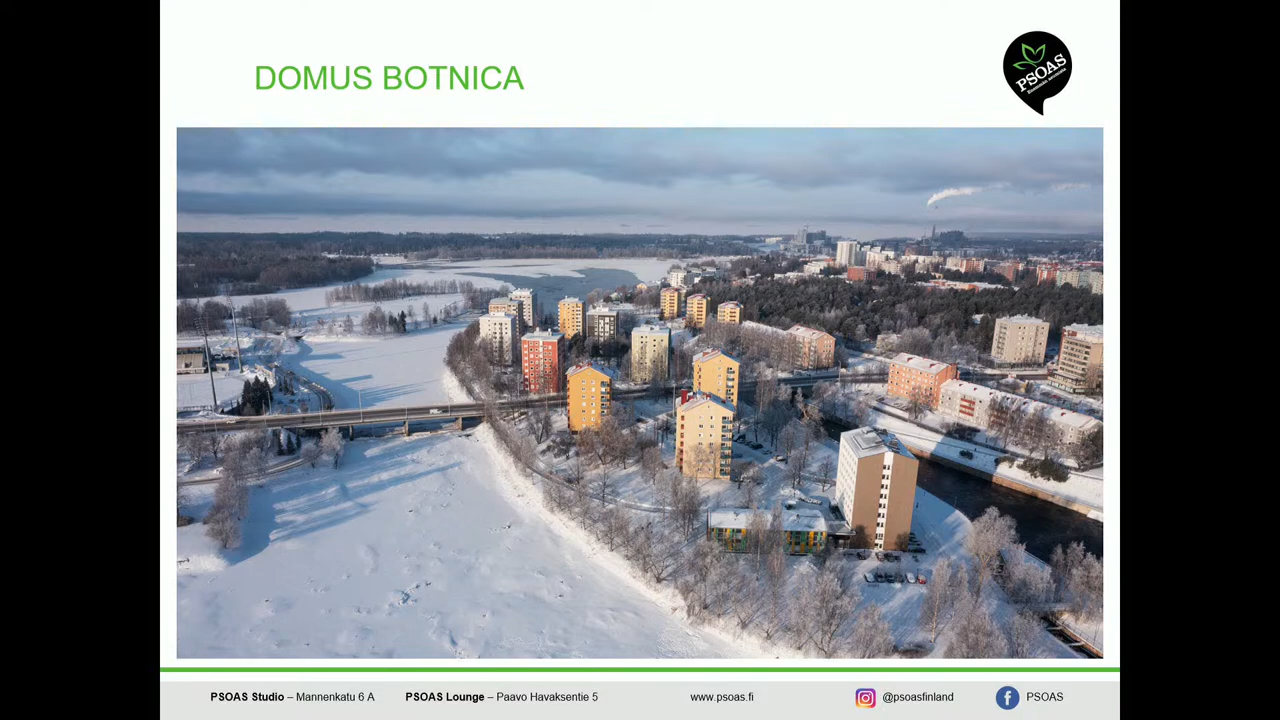 DOMUS BOTNICA
PSOAS
PSOAS Studio – Mannenkatu 6 A
PSOAS Lounge – Paavo Havaksentie 5
www.psoas.fi
@psoasfinland
PSOAS